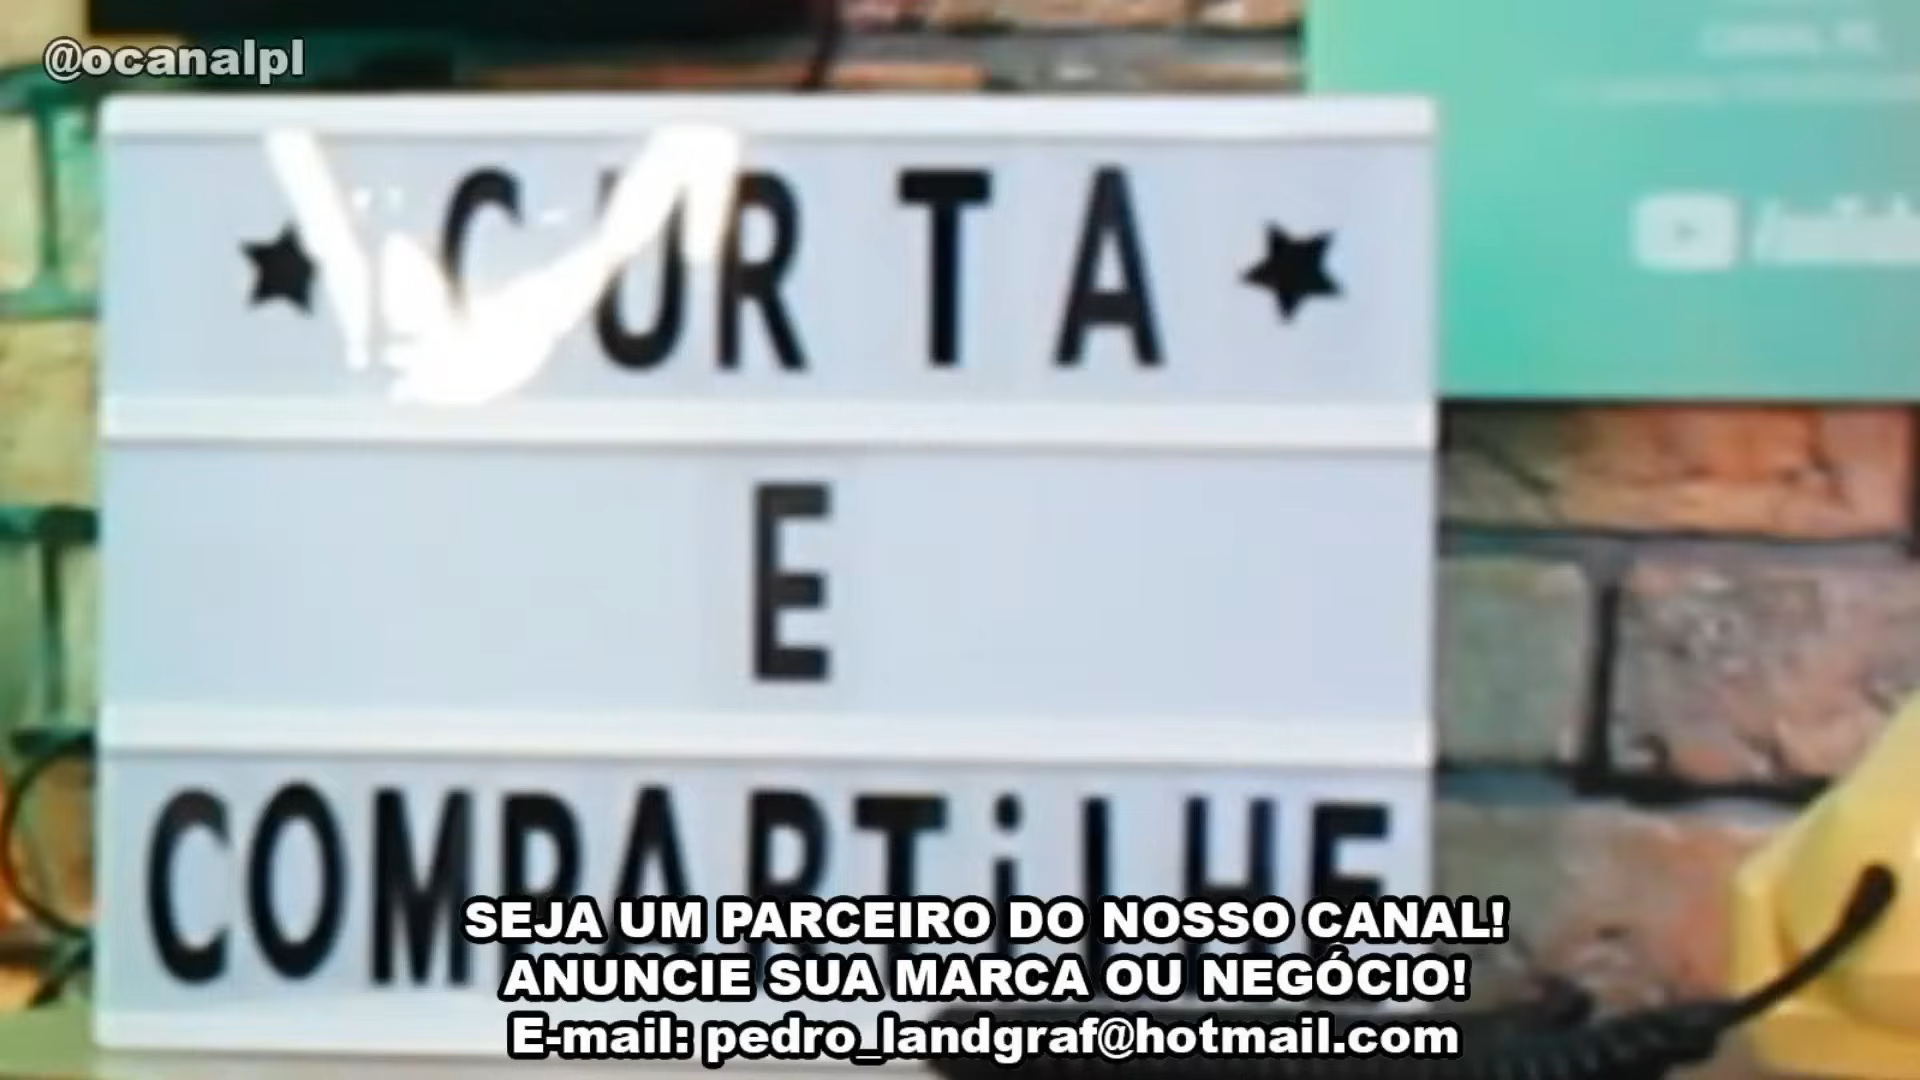 @ocanalpl
★ CURTA ★
E
COMPARTiLHE
SEJA UM PARCEIRO DO NOSSO CANAL!
ANUNCIE SUA MARCA OU NEGÓCIO!
E-mail: pedro_landgraf@hotmail.com